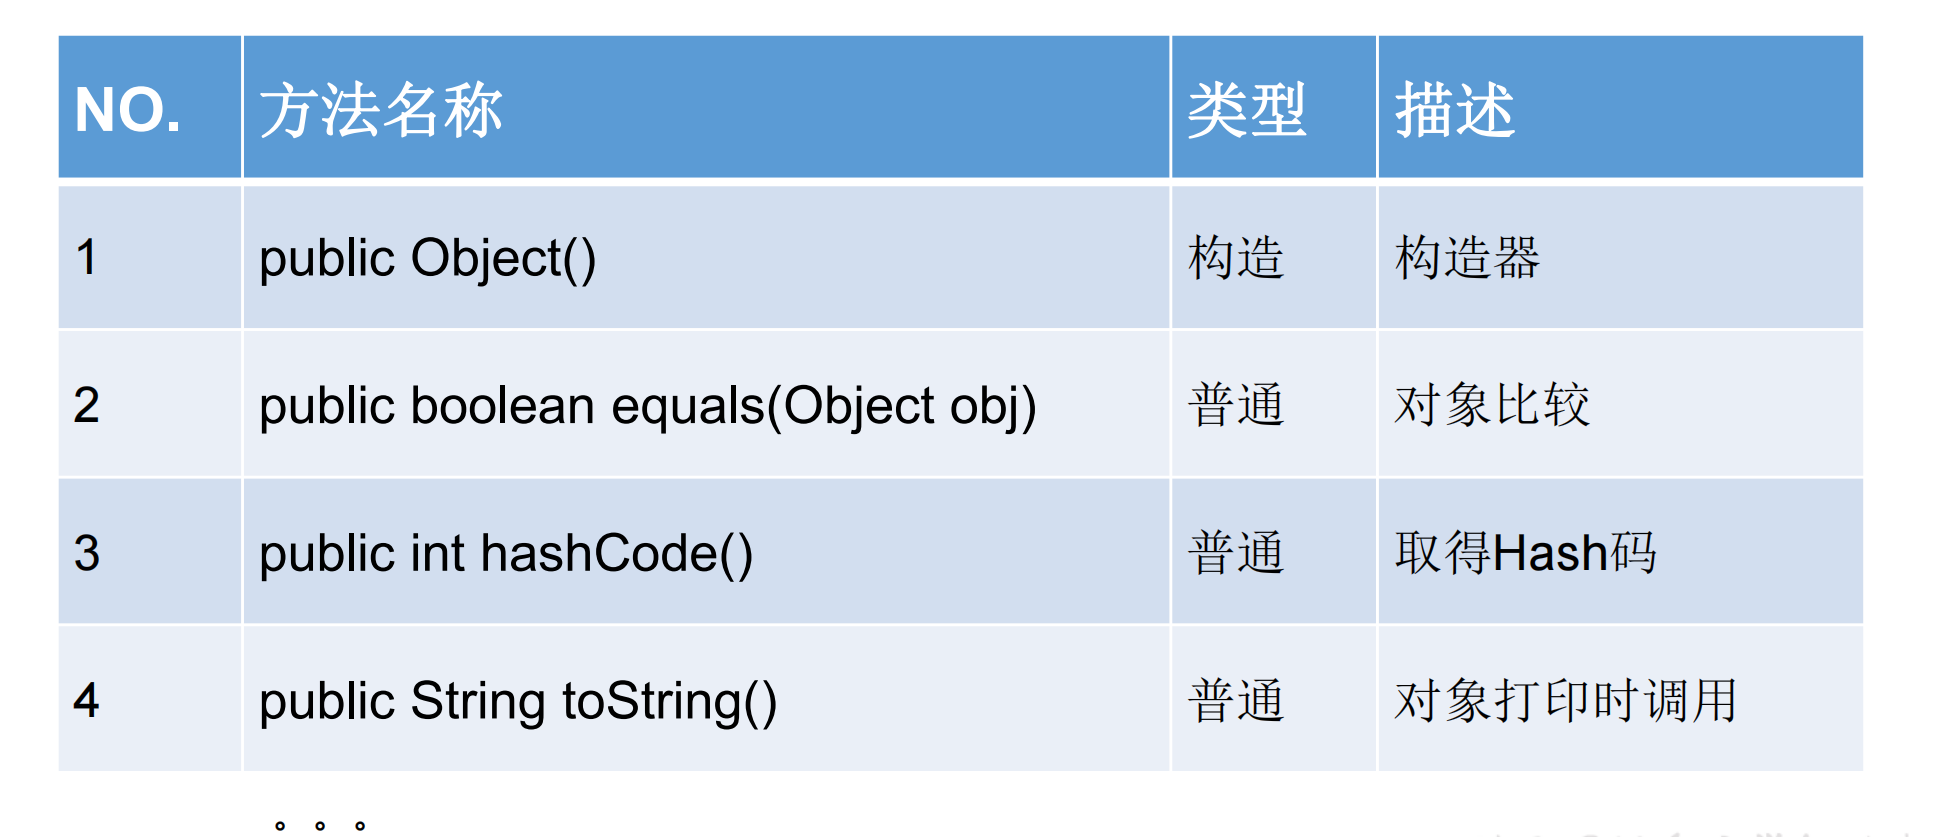 NO. 方法名称 类型 描述
1 public Object() 构造 构造器
2 public boolean equals(Object obj) 普通 对象比较
3 public int hashCode() 普通 取得Hash码
4 public String toString() 普通 对象打印时调用
。。。